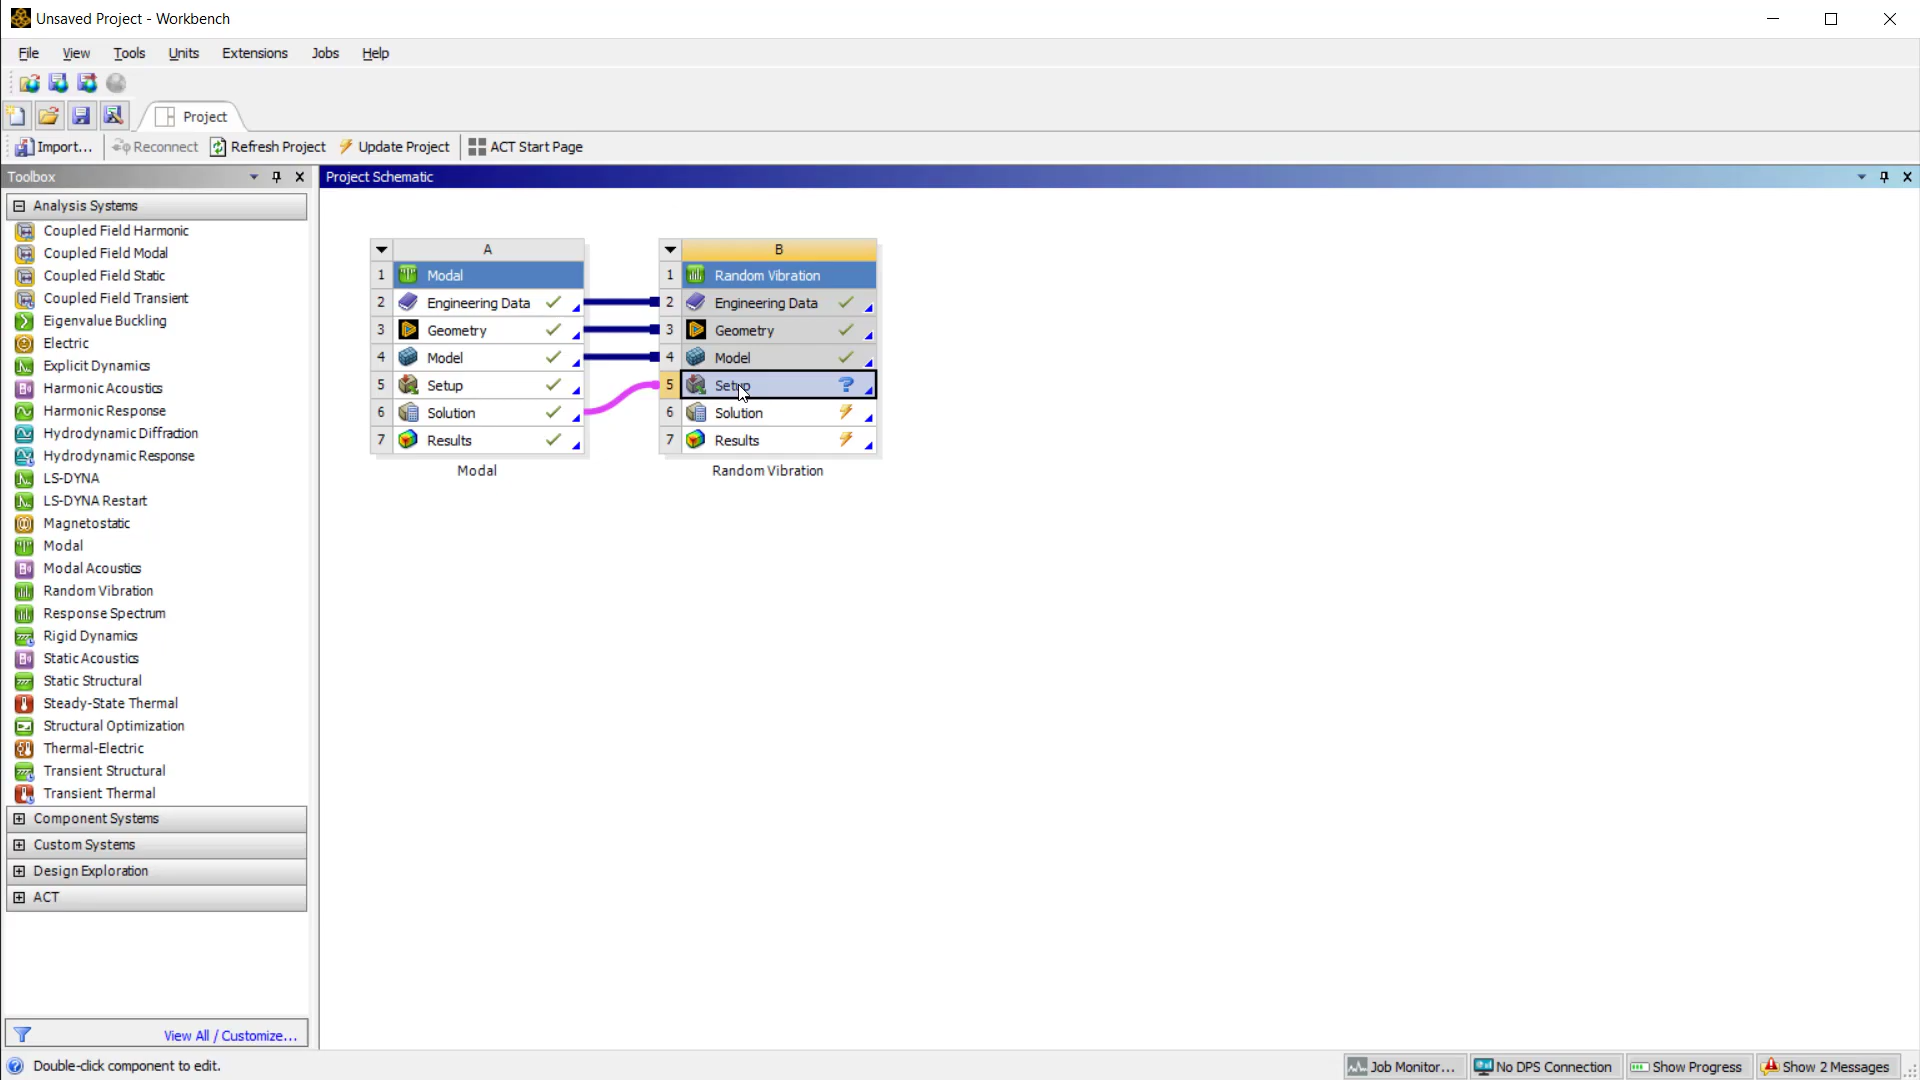 Unsaved Project - Workbench
File View Tools Units Extensions Jobs Help
Project
Import... Reconnect Refresh Project Update Project ACT Start Page
Toolbox
Analysis Systems
Coupled Field Harmonic
Coupled Field Modal
Coupled Field Static
Coupled Field Transient
Eigenvalue Buckling
Electric
Explicit Dynamics
Harmonic Acoustics
Harmonic Response
Hydrodynamic Diffraction
Hydrodynamic Response
LS-DYNA
LS-DYNA Restart
Magnetostatic
Modal
Modal Acoustics
Random Vibration
Response Spectrum
Rigid Dynamics
Static Acoustics
Static Structural
Steady-State Thermal
Structural Optimization
Thermal-Electric
Transient Structural
Transient Thermal
Component Systems
Custom Systems
Design Exploration
ACT
View All / Customize...
Project Schematic
A
1 Modal
2 Engineering Data
3 Geometry
4 Model
5 Setup
6 Solution
7 Results
Modal
B
1 Random Vibration
2 Engineering Data
3 Geometry
4 Model
5 Setup ?
6 Solution
7 Results
Random Vibration
Double-click component to edit.
Job Monitor... No DPS Connection Show Progress Show 2 Messages